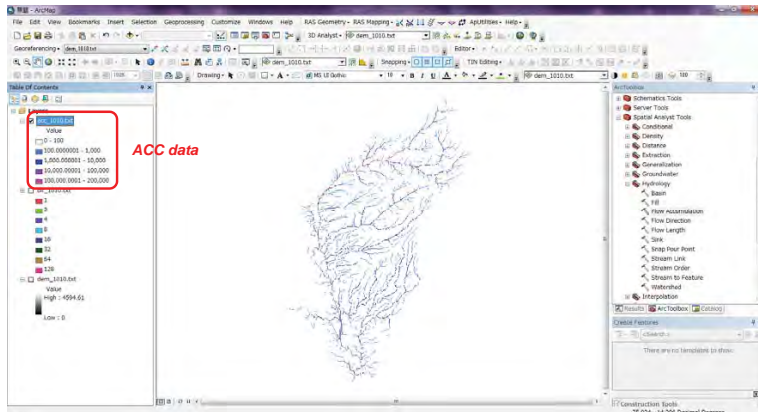 - ArcMap
File Edit View Bookmarks Insert Selection Geoprocessing Customize Windows Help RAS Geometry RAS Mapping ApUtilities Help
3D Analyst dem_1010.txt
Georeferencing Editor
Snapping TIN Editing
Drawing A MS UI Gothic 10 B I U A dem_1010.txt
Table Of Contents
Layers
acc_1010.txt
Value
0 - 100
100.0000001 - 1,000
1,000.000001 - 10,000
10,000.00001 - 100,000
100,000.0001 - 200,000
ACC data
1
8
16
32
64
128
dem_1010.txt
Value
High : 4594.61
Low : 0
ArcToolbox
Schematics Tools
Server Tools
Spatial Analyst Tools
Conditional
Density
Distance
Extraction
Generalization
Groundwater
Hydrology
Basin
Fill
Flow Accumulation
Flow Direction
Flow Length
Sink
Snap Pour Point
Stream Link
Stream Order
Stream to Feature
Watershed
Interpolation
Results ArcToolbox Catalog
Create Features
<Search>
There are no templates to show.
Construction Tools